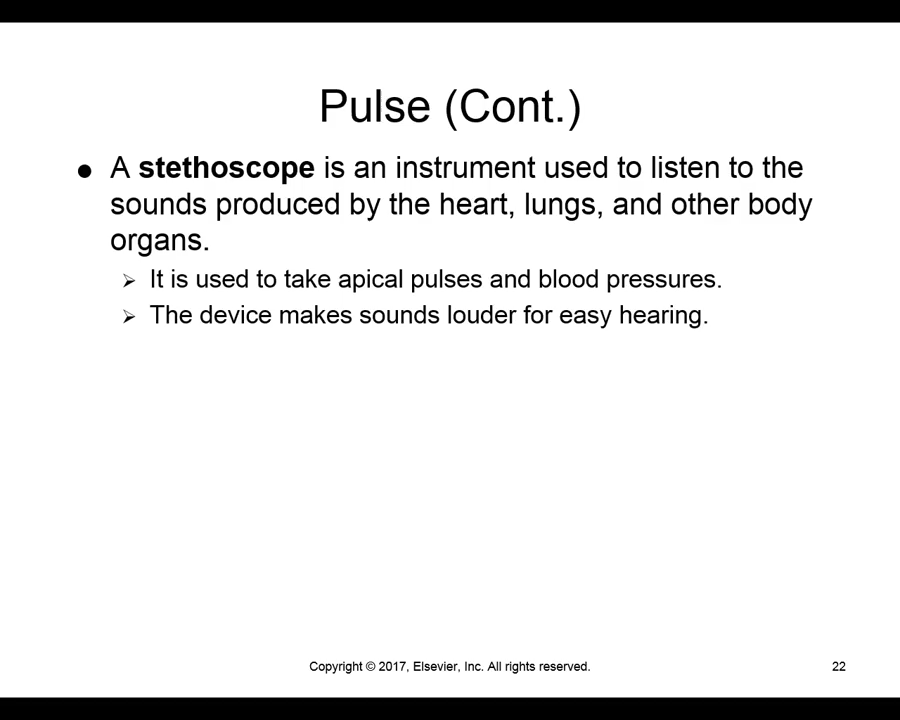 Pulse (Cont.)
● A stethoscope is an instrument used to listen to the
sounds produced by the heart, lungs, and other body
organs.
➢ It is used to take apical pulses and blood pressures.
➢ The device makes sounds louder for easy hearing.
Copyright © 2017, Elsevier, Inc. All rights reserved.
22